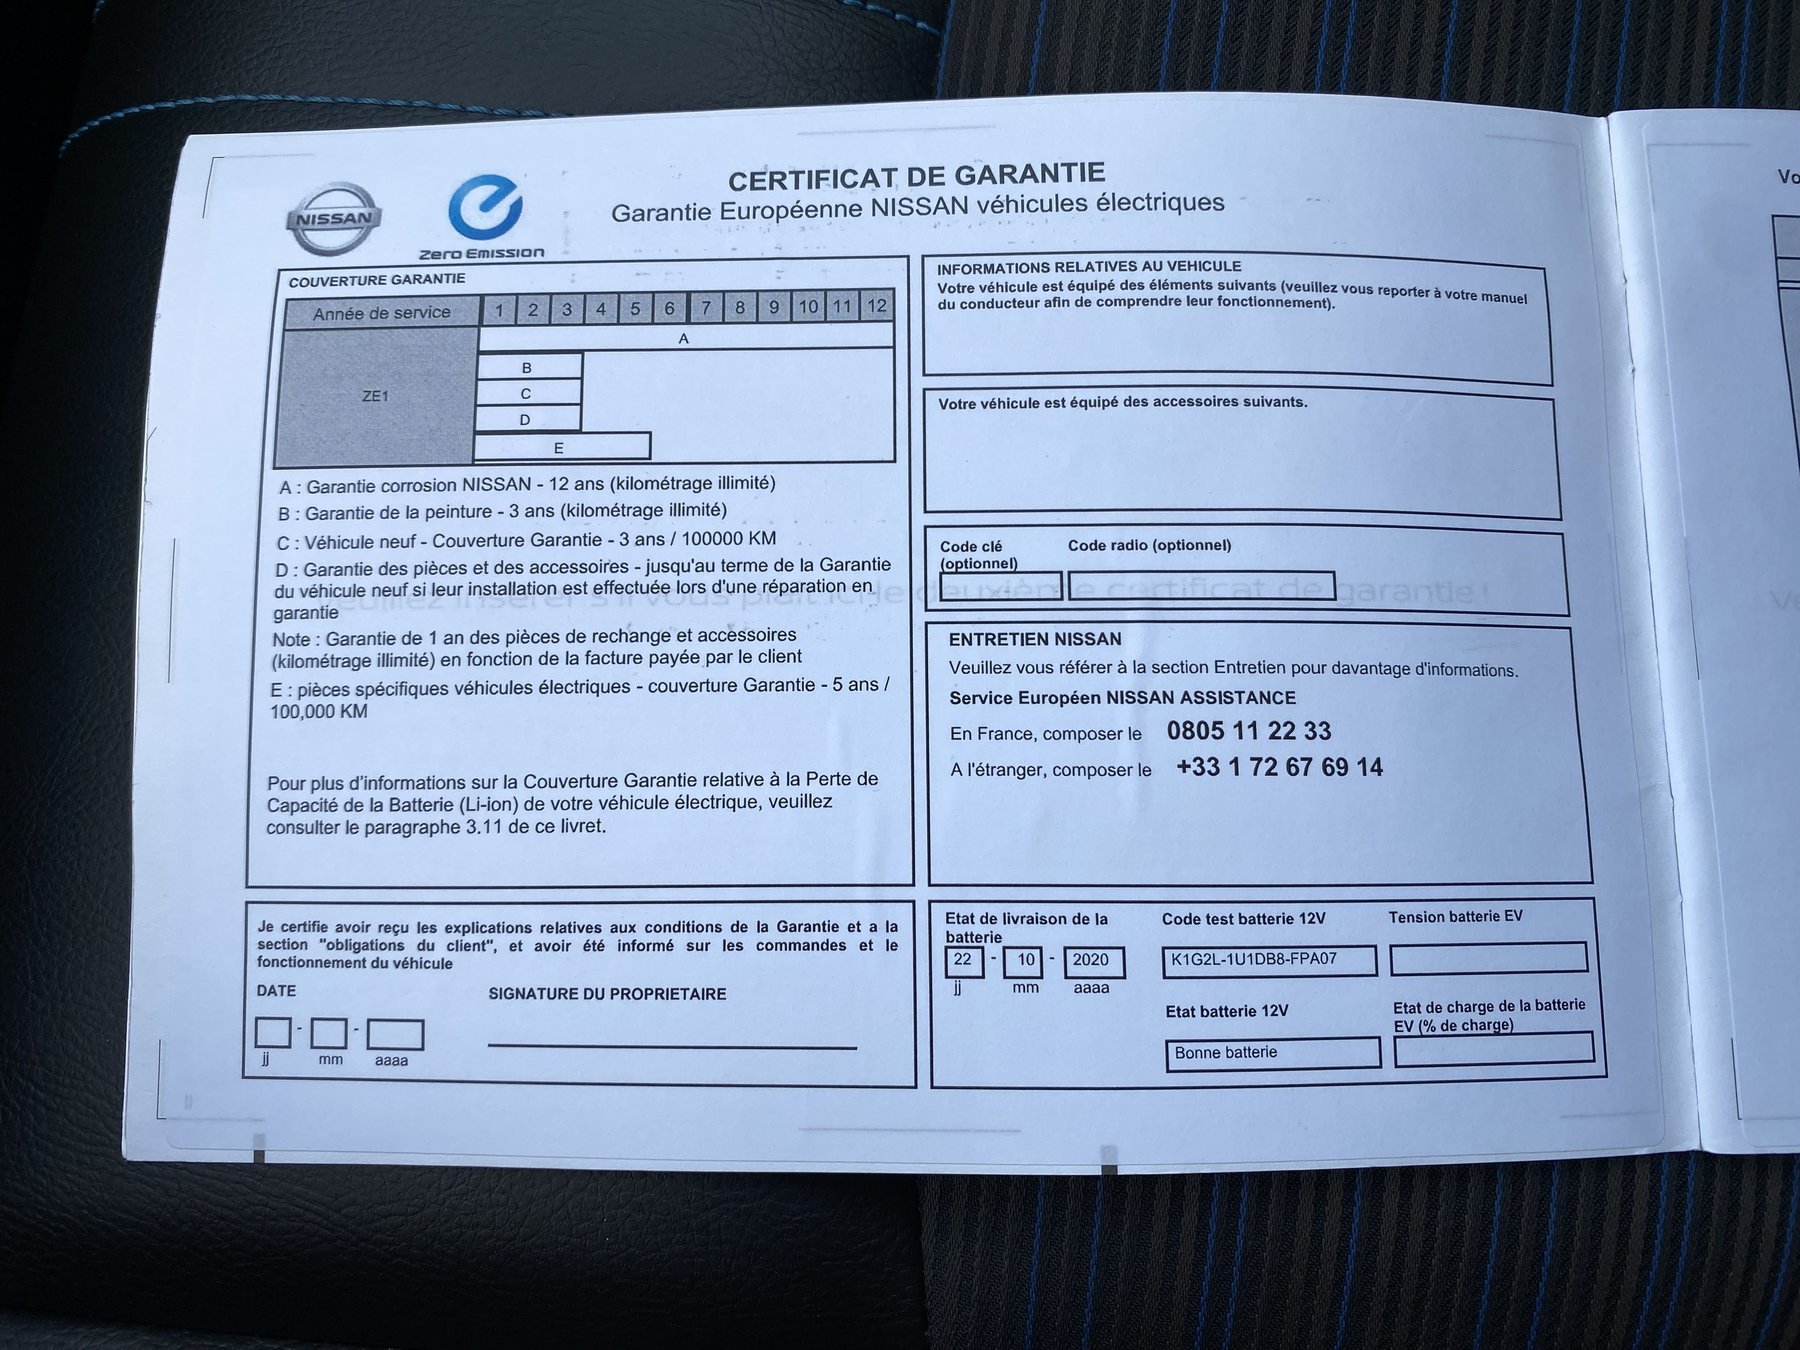 NISSAN
Zero Emission
CERTIFICAT DE GARANTIE
Garantie Européenne NISSAN véhicules électriques
COUVERTURE GARANTIE
Année de service 1 2 3 4 5 6 7 8 9 10 11 12
ZE1
A
B
C
D
E
A : Garantie corrosion NISSAN - 12 ans (kilométrage illimité)
B : Garantie de la peinture - 3 ans (kilométrage illimité)
C : Véhicule neuf - Couverture Garantie - 3 ans / 100000 KM
D : Garantie des pièces et des accessoires - jusqu'au terme de la Garantie
du véhicule neuf si leur installation est effectuée lors d'une réparation en
garantie
Note : Garantie de 1 an des pièces de rechange et accessoires
(kilométrage illimité) en fonction de la facture payée par le client
E : pièces spécifiques véhicules électriques - couverture Garantie - 5 ans /
100,000 KM
Pour plus d'informations sur la Couverture Garantie relative à la Perte de
Capacité de la Batterie (Li-ion) de votre véhicule électrique, veuillez
consulter le paragraphe 3.11 de ce livret.
Je certifie avoir reçu les explications relatives aux conditions de la Garantie et a la
section "obligations du client", et avoir été informé sur les commandes et le
fonctionnement du véhicule
DATE
SIGNATURE DU PROPRIETAIRE
- -
jj mm aaaa
INFORMATIONS RELATIVES AU VEHICULE
Votre véhicule est équipé des éléments suivants (veuillez vous reporter à votre manuel
du conducteur afin de comprendre leur fonctionnement).
Votre véhicule est équipé des accessoires suivants.
Code clé
(optionnel)
Code radio (optionnel)
deuxième certificat de garantie!
ENTRETIEN NISSAN
Veuillez vous référer à la section Entretien pour davantage d'informations.
Service Européen NISSAN ASSISTANCE
En France, composer le 0805 11 22 33
A l'étranger, composer le +33 1 72 67 69 14
Etat de livraison de la
batterie
22 - 10 - 2020
jj mm aaaa
Code test batterie 12V
K1G2L-1U1DB8-FPA07
Tension batterie EV
Etat batterie 12V
Bonne batterie
Etat de charge de la batterie
EV (% de charge)